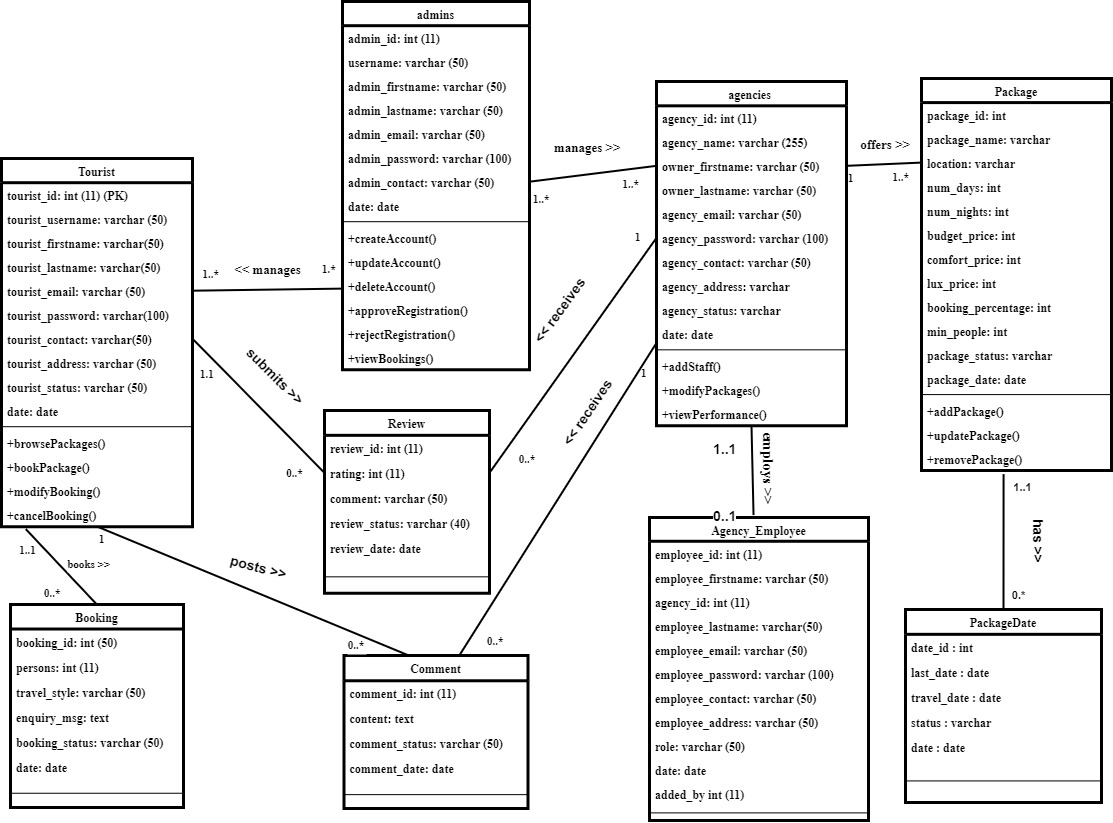 admins
admin_id: int (11)
username: varchar (50)
admin_firstname: varchar (50)
admin_lastname: varchar (50)
admin_email: varchar (50)
admin_password: varchar (100)
admin_contact: varchar (50)
date: date
+createAccount()
+updateAccount()
+deleteAccount()
+approveRegistration()
+rejectRegistration()
+viewBookings()
manages >>
1..*
1..*
agencies
agency_id: int (11)
agency_name: varchar (255)
owner_firstname: varchar (50)
owner_lastname: varchar (50)
agency_email: varchar (50)
agency_password: varchar (100)
agency_contact: varchar (50)
agency_address: varchar
agency_status: varchar
date: date
+addStaff()
+modifyPackages()
+viewPerformance()
offers >>
1
1..*
Package
package_id: int
package_name: varchar
location: varchar
num_days: int
num_nights: int
budget_price: int
comfort_price: int
lux_price: int
booking_percentage: int
min_people: int
package_status: varchar
package_date: date
+addPackage()
+updatePackage()
+removePackage()
Tourist
tourist_id: int (11) (PK)
tourist_username: varchar (50)
tourist_firstname: varchar(50)
tourist_lastname: varchar(50)
tourist_email: varchar (50)
tourist_password: varchar(100)
tourist_contact: varchar(50)
tourist_address: varchar (50)
tourist_status: varchar (50)
date: date
+browsePackages()
+bookPackage()
+modifyBooking()
+cancelBooking()
1..*
<< manages
1.*
1.1
submits >>
0..*
1
<< receives
0..*
1
<< receives
0..*
Review
review_id: int (11)
rating: int (11)
comment: varchar (50)
review_status: varchar (40)
review_date: date
1..1
employs >>
0..1
Agency_Employee
employee_id: int (11)
employee_firstname: varchar (50)
agency_id: int (11)
employee_lastname: varchar(50)
employee_email: varchar (50)
employee_password: varchar (100)
employee_contact: varchar (50)
employee_address: varchar (50)
role: varchar (50)
date: date
added_by int (11)
1..1
has >>
0.*
PackageDate
date_id : int
last_date : date
travel_date : date
status : varchar
date : date
1..1
books >>
0..*
Booking
booking_id: int (50)
persons: int (11)
travel_style: varchar (50)
enquiry_msg: text
booking_status: varchar (50)
date: date
1
posts >>
0..*
Comment
comment_id: int (11)
content: text
comment_status: varchar (50)
comment_date: date